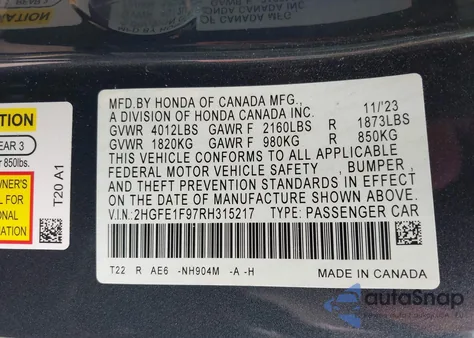 MFD.BY HONDA OF CANADA MFG.,
A DIVISION OF HONDA CANADA INC. 11/'23
GVWR 4012LBS GAWR F 2160LBS R 1873LBS
GVWR 1820KG GAWR F 980KG R 850KG
THIS VEHICLE CONFORMS TO ALL APPLICABLE
FEDERAL MOTOR VEHICLE SAFETY , BUMPER ,
THEFT PREVENTION STANDARDS IN EFFECT
ON THE DATE OF MANUFACTURE SHOWN ABOVE.
V.I.N: 2HGFE1F97RH315217 TYPE: PASSENGER CAR
T22 R AE6 -NH904M -A -H
MADE IN CANADA
EAR 3
850lbs.
T20 A1
autoSnap